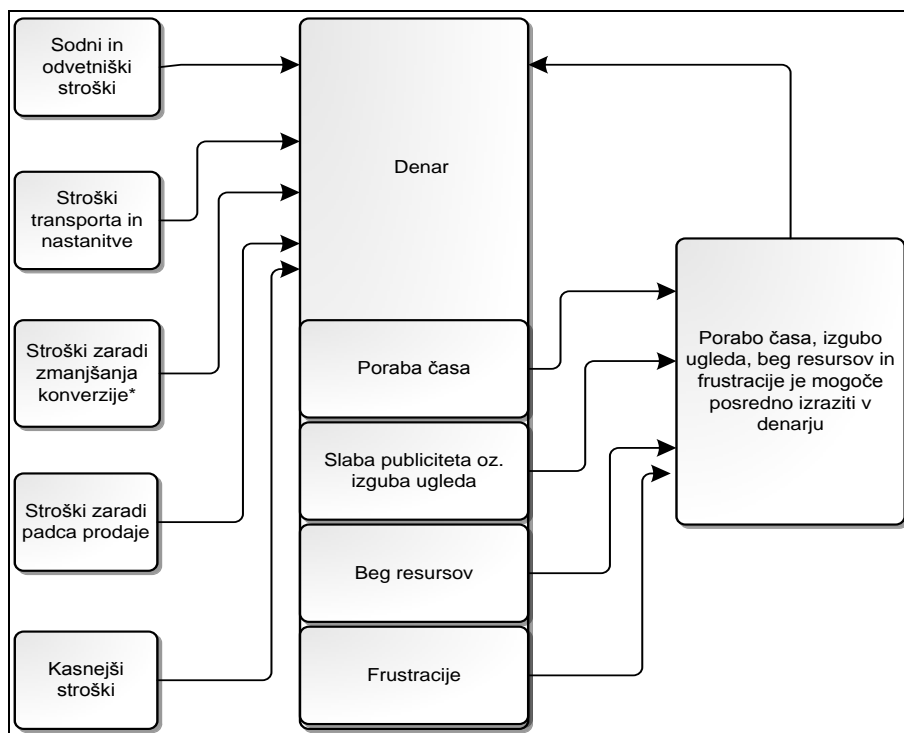 Sodni in
odvetniški
stroški
Stroški
transporta in
nastanitve
Stroški zaradi
zmanjšanja
konverzije*
Stroški zaradi
padca prodaje
Kasnejši
stroški
Denar
Poraba časa
Slaba publiciteta oz.
izguba ugleda
Beg resursov
Frustracije
Porabo časa, izgubo
ugleda, beg resursov in
frustracije je mogoče
posredno izraziti v
denarju